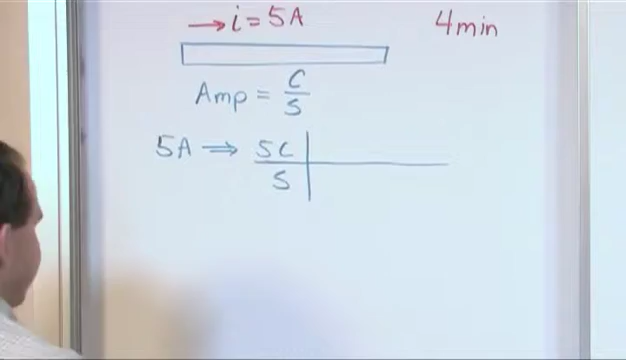 → i = 5A
4min
Amp = C/S
5A ⇒ 5C/S